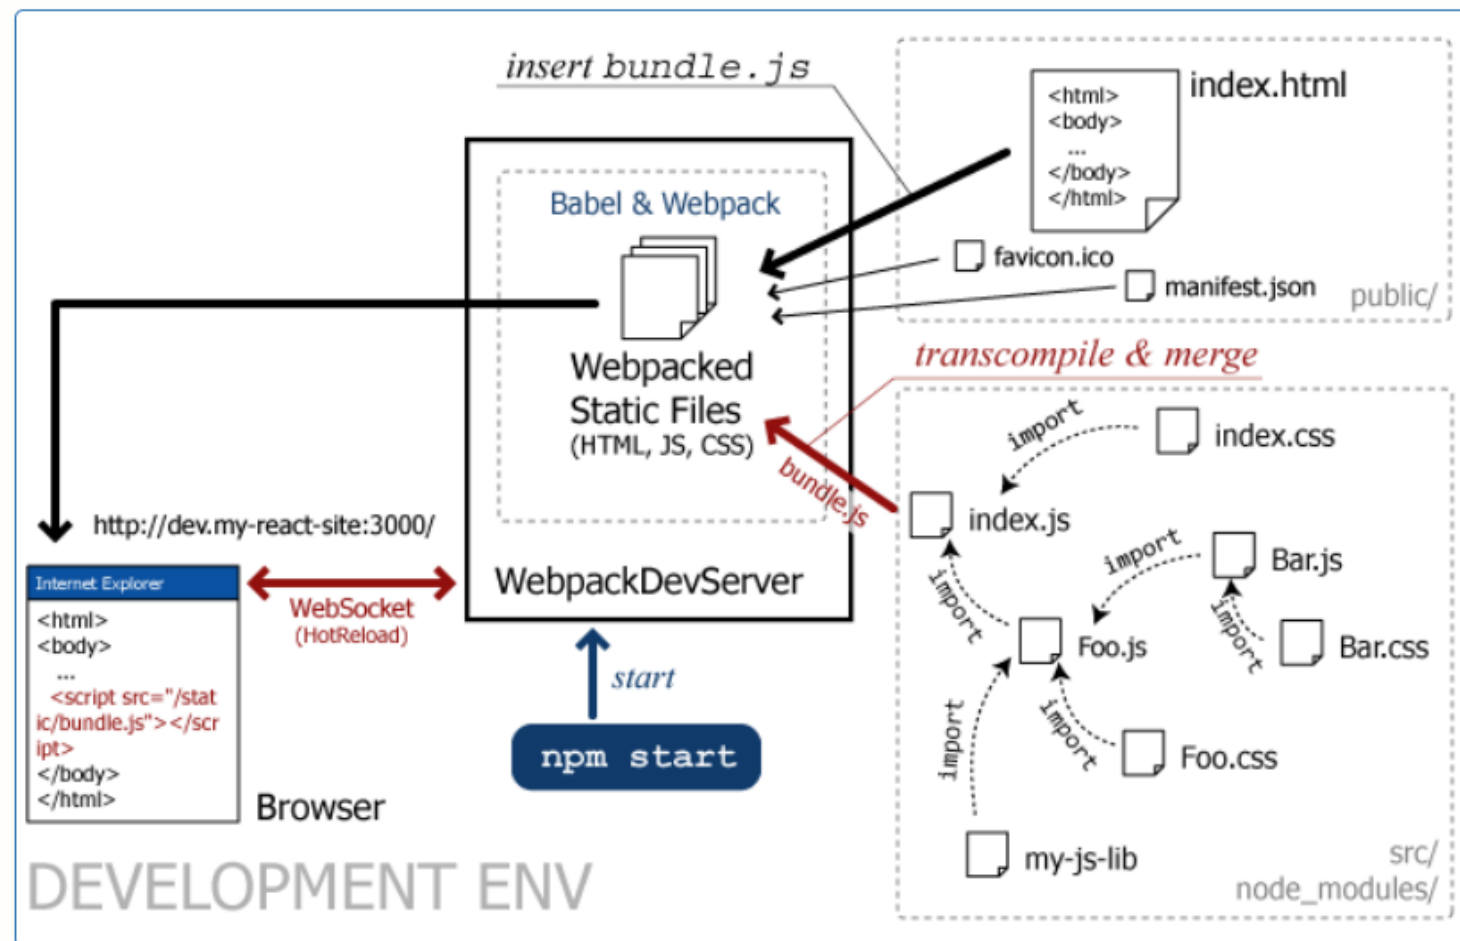 insert bundle.js
<html>
<body>
...
</body>
</html>
index.html
favicon.ico
manifest.json
public/
Babel & Webpack
Webpacked
Static Files
(HTML, JS, CSS)
WebpackDevServer
transcompile & merge
bundle.js
import
index.css
index.js
import
import
Bar.js
import
Bar.css
Foo.js
import
import
Foo.css
my-js-lib
src/
node_modules/
http://dev.my-react-site:3000/
Internet Explorer
<html>
<body>
...
<script src="/stat
ic/bundle.js"></scr
ipt>
</body>
</html>
Browser
WebSocket
(HotReload)
start
npm start
DEVELOPMENT ENV